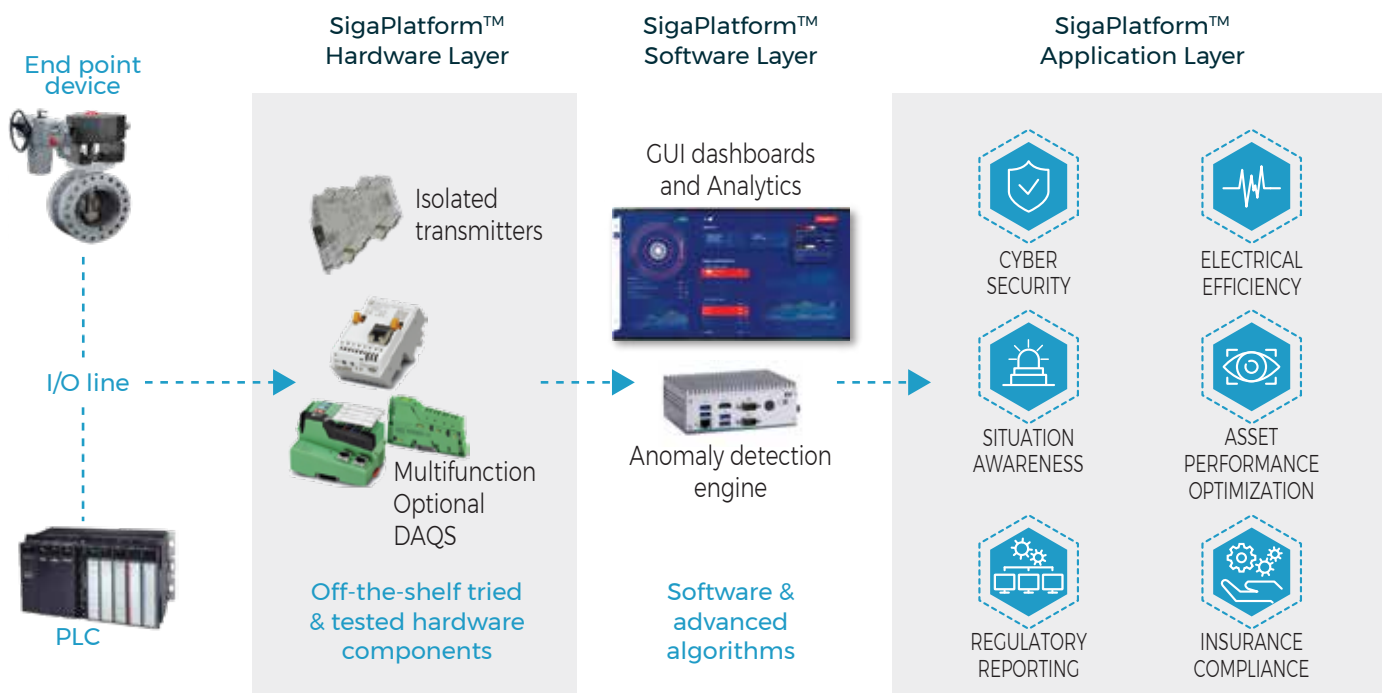 SigaPlatform™
Hardware Layer
SigaPlatform™
Software Layer
SigaPlatform™
Application Layer
End point
device
I/O line
PLC
Isolated
transmitters
Multifunction
Optional
DAQS
Off-the-shelf tried
& tested hardware
components
GUI dashboards
and Analytics
Anomaly detection
engine
Software &
advanced
algorithms
CYBER
SECURITY
ELECTRICAL
EFFICIENCY
SITUATION
AWARENESS
ASSET
PERFORMANCE
OPTIMIZATION
REGULATORY
REPORTING
INSURANCE
COMPLIANCE